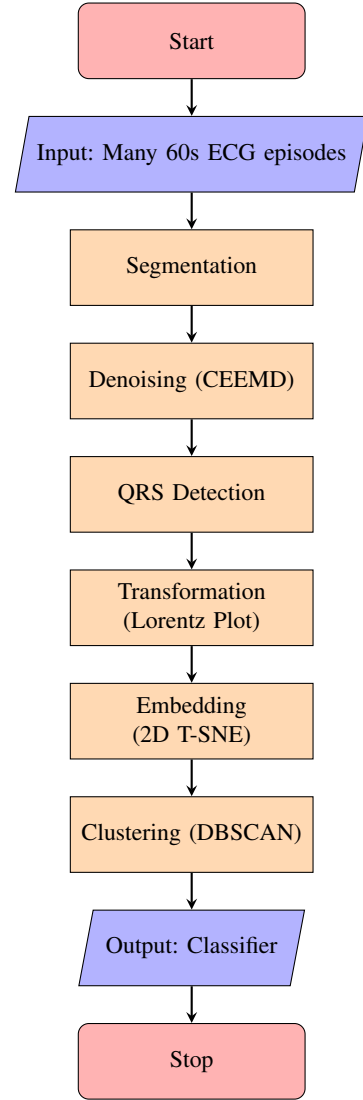 Start
Input: Many 60s ECG episodes
Segmentation
Denoising (CEEMD)
QRS Detection
Transformation
(Lorentz Plot)
Embedding
(2D T-SNE)
Clustering (DBSCAN)
Output: Classifier
Stop